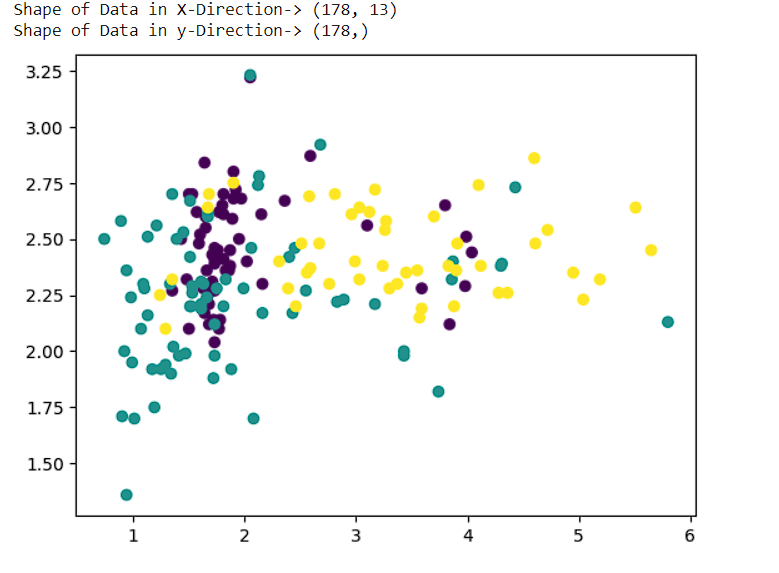 Shape of Data in X-Direction-> (178, 13)
Shape of Data in y-Direction-> (178,)
3.25
3.00
2.75
2.50
2.25
2.00
1.75
1.50
1 2 3 4 5 6